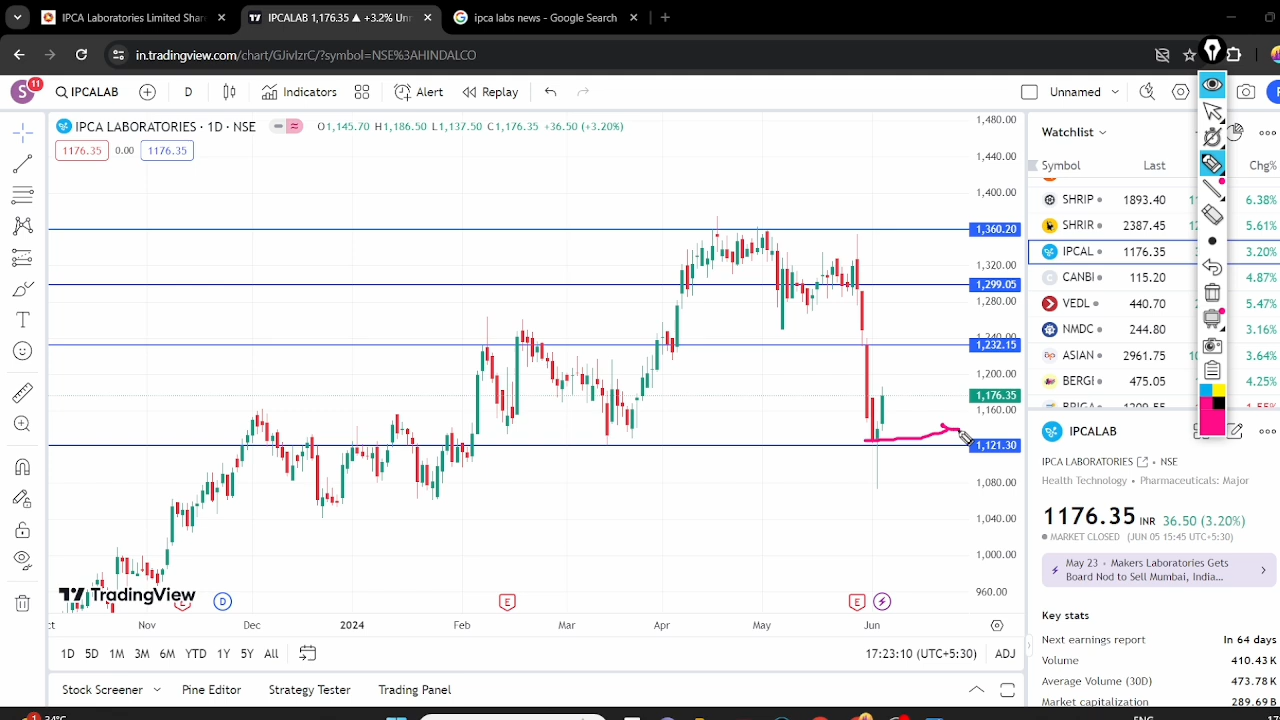 IPCA Laboratories Limited Shar
IPCALAB 1,176.35 ▲ +3.2% Unn
ipca labs news - Google Search
in.tradingview.com/chart/GJivIzrC/?symbol=NSE%3AHINDALCO
S 11
IPCALAB
D
Indicators
Alert
Replay
Unnamed
IPCA LABORATORIES · 1D · NSE
O1,145.70 H1,186.50 L1,137.50 C1,176.35 +36.50 (+3.20%)
1176.35 0.00 1176.35
1,480.00
1,440.00
1,400.00
1,360.20
1,320.00
1,299.05
1,280.00
1,240.00
1,232.15
1,200.00
1,176.35
1,160.00
1,121.30
1,080.00
1,040.00
1,000.00
960.00
TradingView
D
E
E
Nov Dec 2024 Feb Mar Apr May Jun
1D 5D 1M 3M 6M YTD 1Y 5Y All
17:23:10 (UTC+5:30) ADJ
Stock Screener Pine Editor Strategy Tester Trading Panel
Watchlist
Symbol Last Chg%
SHRIP 1893.40 6.38%
SHRIR 2387.45 5.61%
IPCAL 1176.35 3.20%
CANBI 115.20 4.87%
VEDL 440.70 5.47%
NMDC 244.80 3.16%
ASIAN 2961.75 3.64%
BERGE 475.05 4.25%
IPCALAB
IPCA LABORATORIES • NSE
Health Technology • Pharmaceuticals: Major
1176.35 INR 36.50 (3.20%)
MARKET CLOSED (JUN 05 15:45 UTC+5:30)
May 23 • Makers Laboratories Gets
Board Nod to Sell Mumbai, India...
Key stats
Next earnings report In 64 days
Volume 410.43 K
Average Volume (30D) 473.78 K
Market capitalization 289.69 B
34°C
ENG